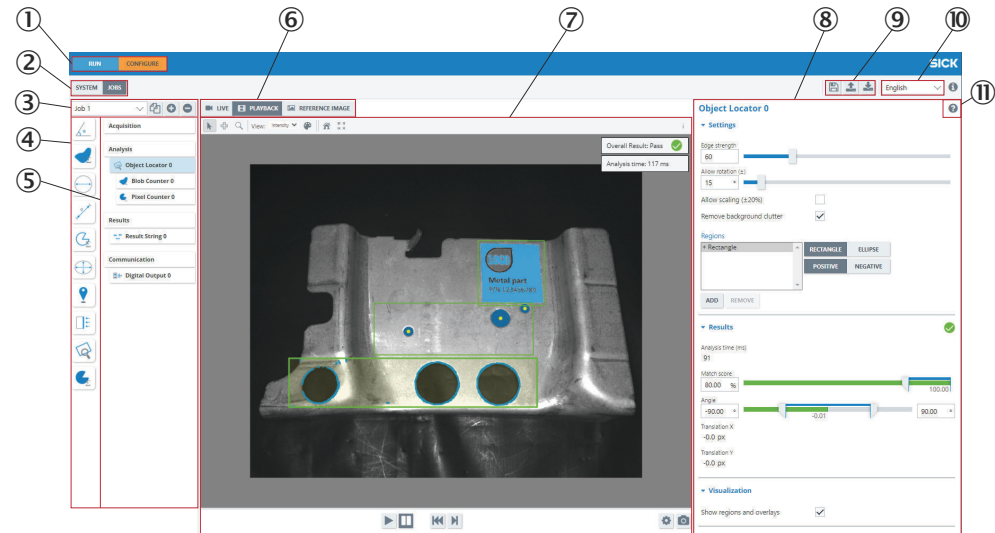 ① ② ③ ④ ⑤ ⑥ ⑦ ⑧ ⑨ ⑩ ⑪
RUN CONFIGURE
SICK
SYSTEM JOBS
English
Job 1
LIVE PLAYBACK REFERENCE IMAGE
View: Intensity
Acquisition
Analysis
Object Locator 0
Blob Counter 0
Pixel Counter 0
Results
Result String 0
Communication
Digital Output 0
Overall Result: Pass
Analysis time: 117 ms
Metal part
Object Locator 0
Settings
Edge strength
60
Allow rotation (±)
15 °
Allow scaling (±20%)
Remove background clutter
Regions
+ Rectangle
RECTANGLE ELLIPSE
POSITIVE NEGATIVE
ADD REMOVE
Results
Analysis time (ms)
91
Match score
80.00 %
100.00
Angle
-90.00 °
-0.01
90.00 °
Translation X
-0.0 px
Translation Y
-0.0 px
Visualization
Show regions and overlays